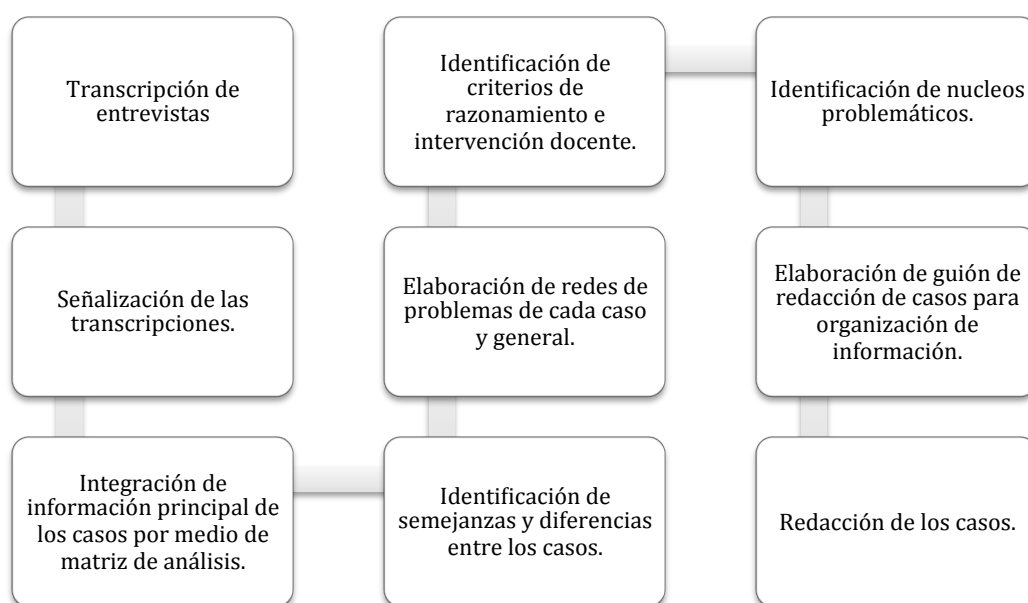 Transcripción de
entrevistas
Señalización de las
transcripciones.
Integración de
información principal de
los casos por medio de
matriz de análisis.
Identificación de
semejanzas y diferencias
entre los casos.
Elaboración de redes de
problemas de cada caso
y general.
Identificación de
criterios de
razonamiento e
intervención docente.
Identificación de nucleos
problemáticos.
Elaboración de guión de
redacción de casos para
organización de
información.
Redacción de los casos.